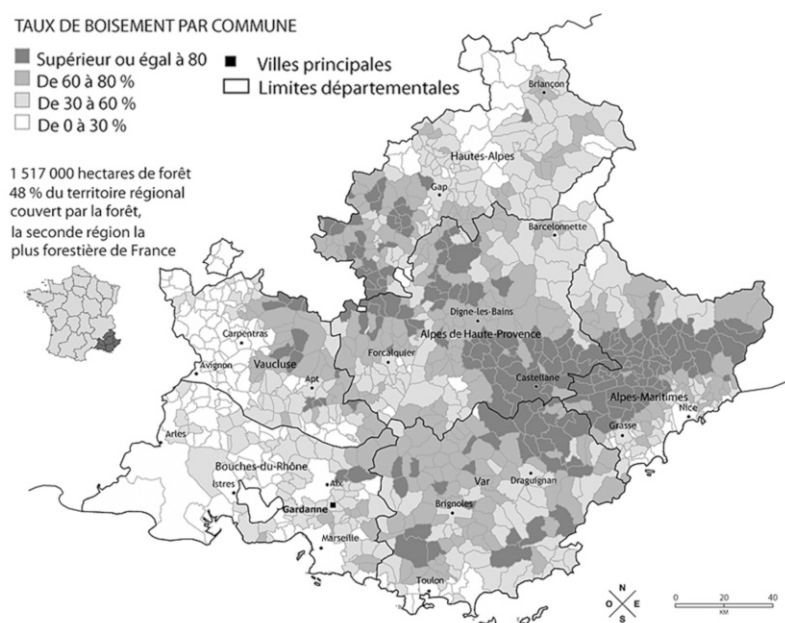 TAUX DE BOISEMENT PAR COMMUNE
Supérieur ou égal à 80
De 60 à 80 %
De 30 à 60 %
De 0 à 30 %
Villes principales
Limites départementales
1 517 000 hectares de forêt
48 % du territoire régional
couvert par la forêt,
la seconde région la
plus forestière de France
Briançon
Hautes-Alpes
Gap
Barcelonnette
Digne-les-Bains
Alpes de Haute-Provence
Carpentras
Vaucluse
Forcalquier
Avignon
Apt
Castellane
Alpes-Maritimes
Nice
Grasse
Arles
Bouches-du-Rhône
Istres
Aix
Gardanne
Var
Draguignan
Brignoles
Marseille
Toulon
N
O E
S
0 20 40
KM